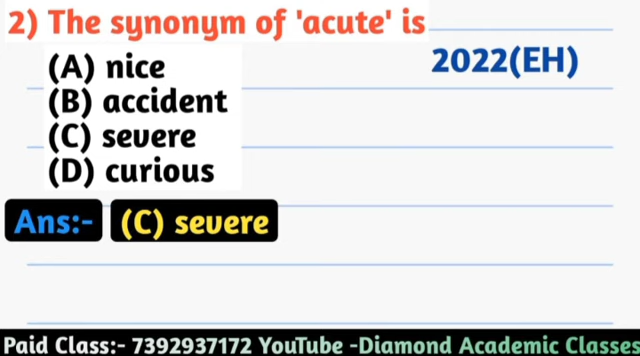 2) The synonym of 'acute' is
2022(EH)
(A) nice
(B) accident
(C) severe
(D) curious
Ans:- (C) severe
Paid Class:- 7392937172 YouTube -Diamond Academic Classes